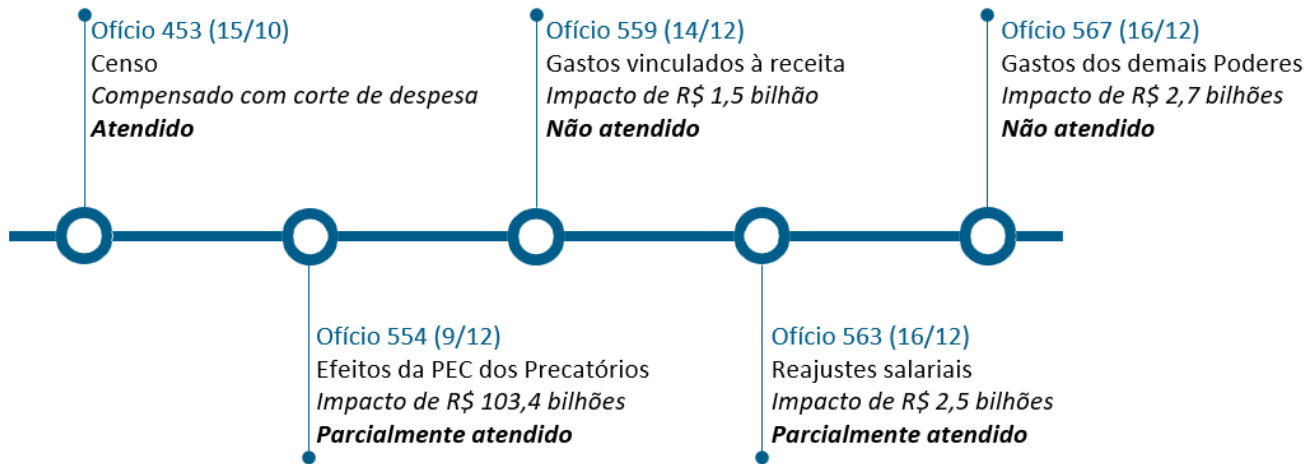 Ofício 453 (15/10)
Censo
Compensado com corte de despesa
Atendido
Ofício 554 (9/12)
Efeitos da PEC dos Precatórios
Impacto de R$ 103,4 bilhões
Parcialmente atendido
Ofício 559 (14/12)
Gastos vinculados à receita
Impacto de R$ 1,5 bilhão
Não atendido
Ofício 563 (16/12)
Reajustes salariais
Impacto de R$ 2,5 bilhões
Parcialmente atendido
Ofício 567 (16/12)
Gastos dos demais Poderes
Impacto de R$ 2,7 bilhões
Não atendido